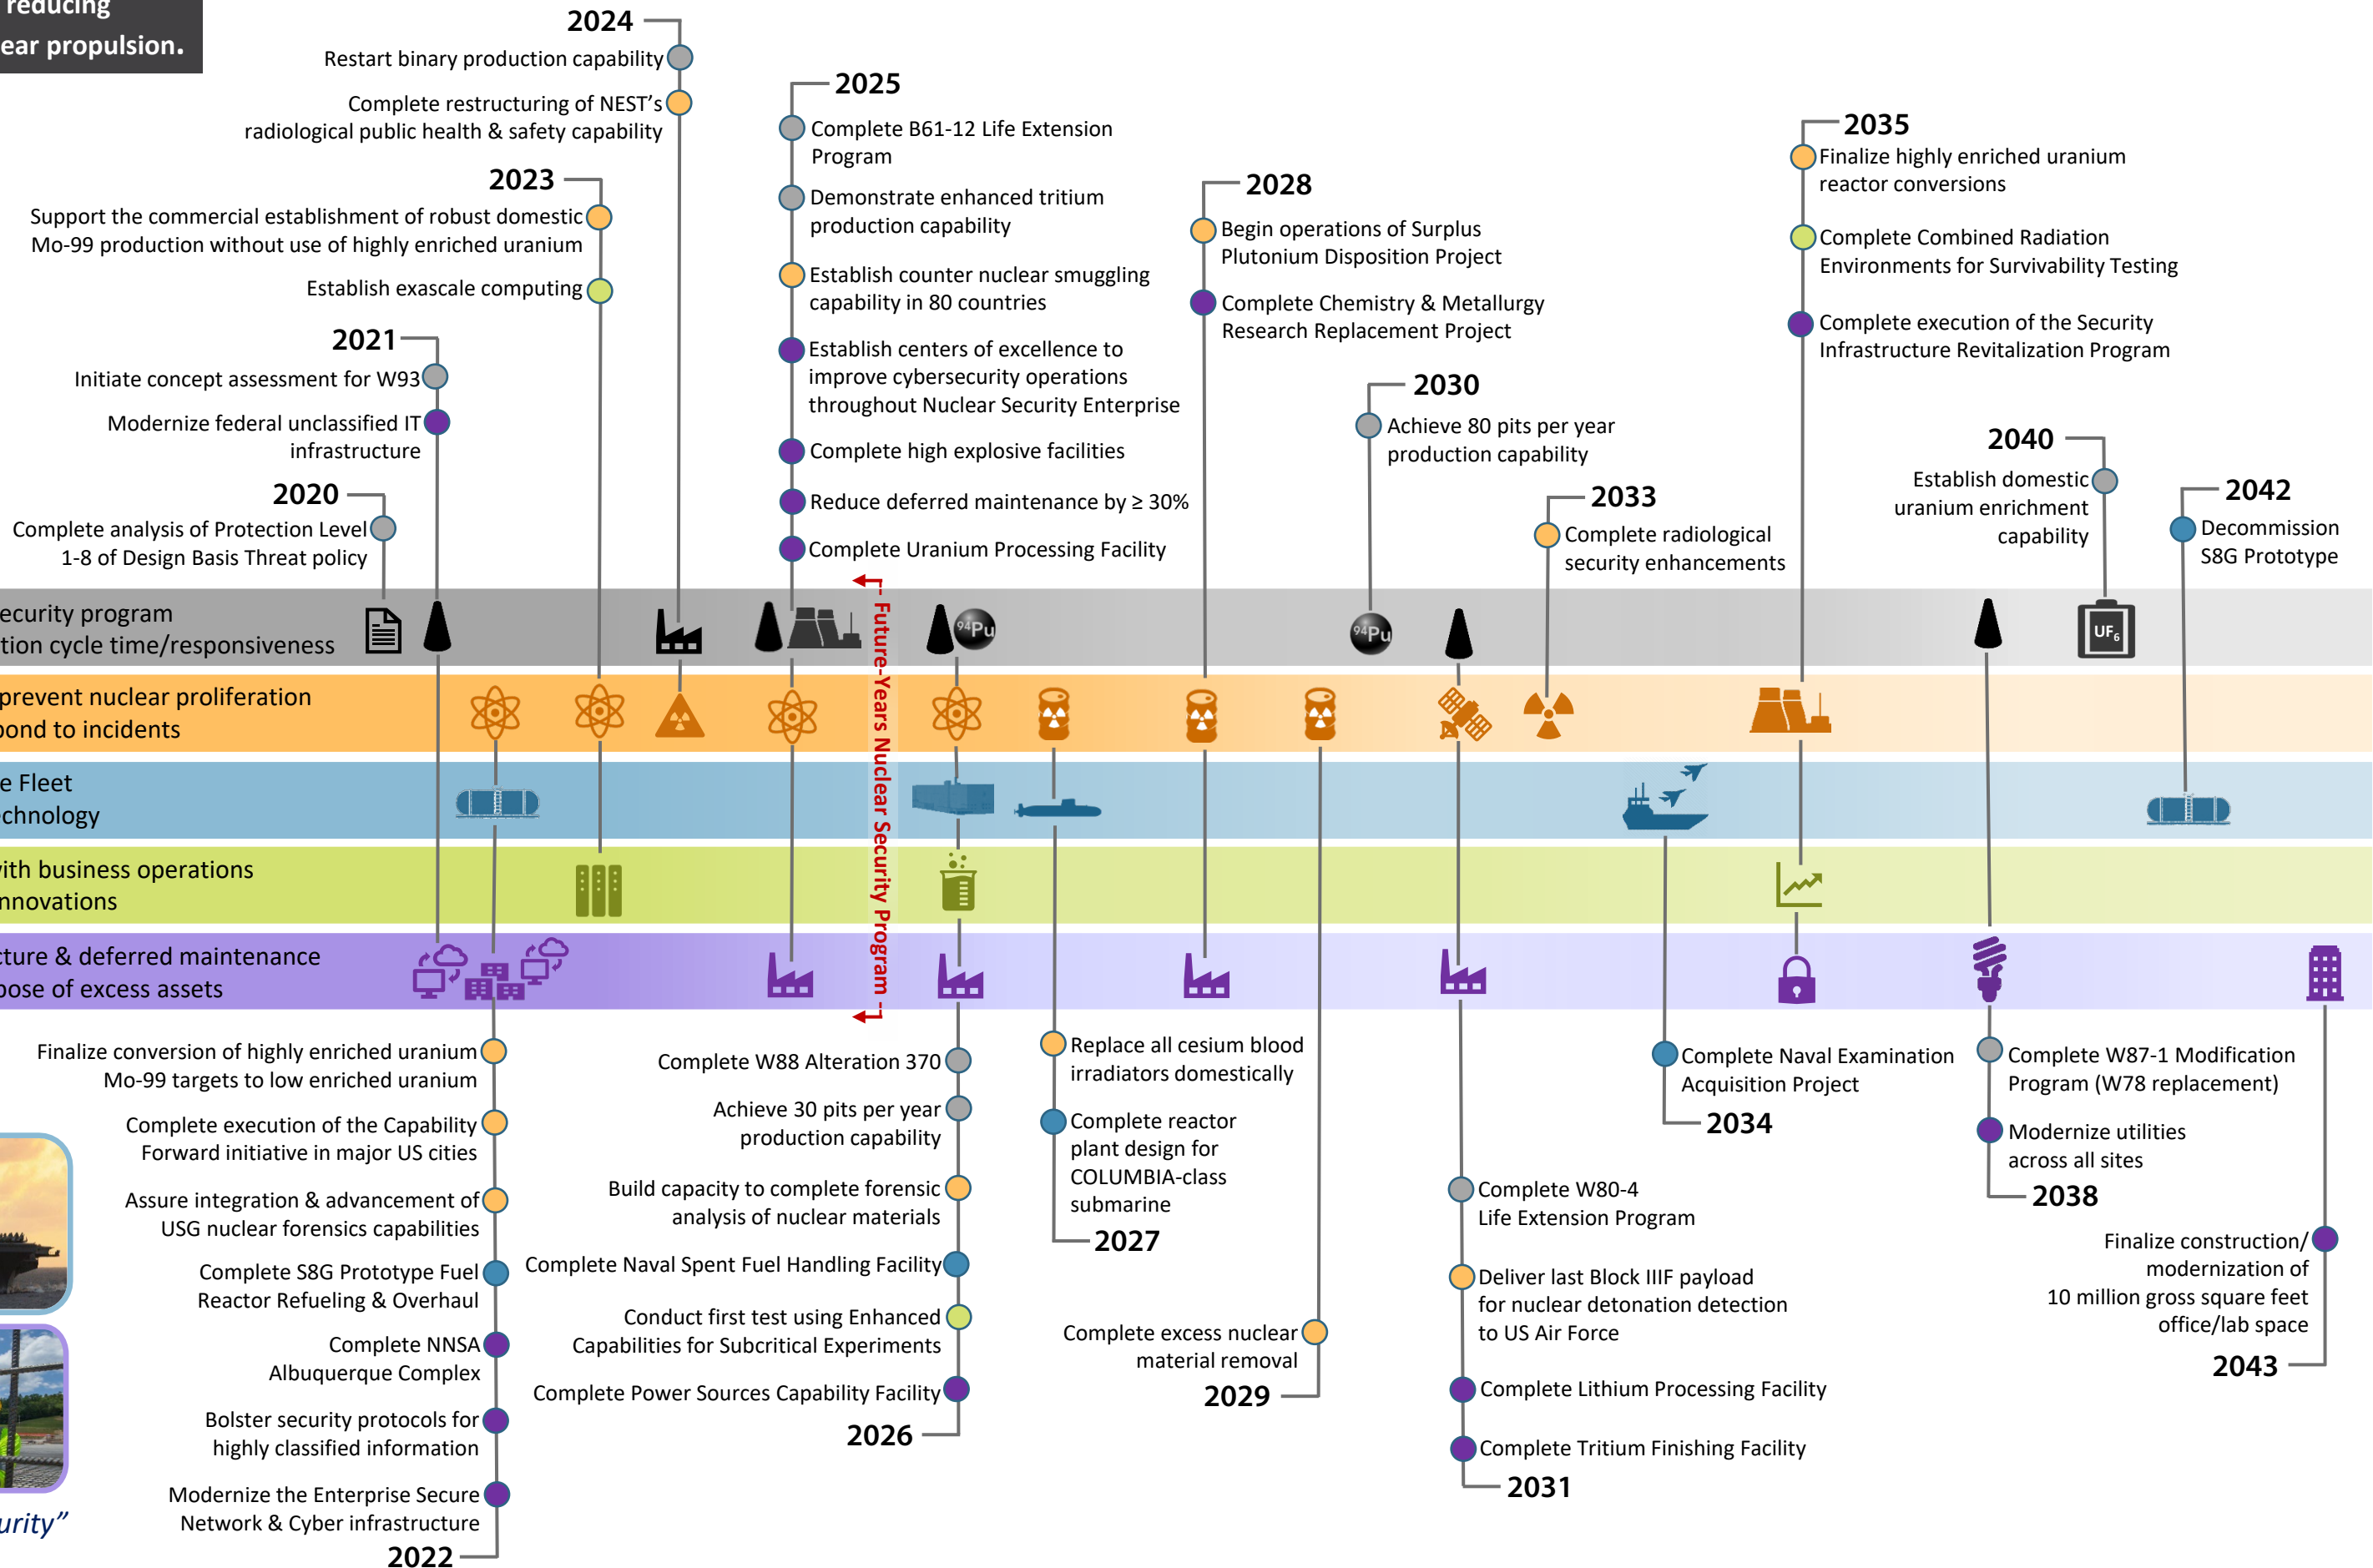 reducing
ear propulsion.
2024
Restart binary production capability
Complete restructuring of NEST's
radiological public health & safety capability
2023
Support the commercial establishment of robust domestic
Mo-99 production without use of highly enriched uranium
Establish exascale computing
2021
Initiate concept assessment for W93
Modernize federal unclassified IT
infrastructure
2020
Complete analysis of Protection Level
1-8 of Design Basis Threat policy
2025
Complete B61-12 Life Extension
Program
Demonstrate enhanced tritium
production capability
Establish counter nuclear smuggling
capability in 80 countries
Establish centers of excellence to
improve cybersecurity operations
throughout Nuclear Security Enterprise
Complete high explosive facilities
Reduce deferred maintenance by ≥ 30%
Complete Uranium Processing Facility
2028
Begin operations of Surplus
Plutonium Disposition Project
Complete Chemistry & Metallurgy
Research Replacement Project
2030
Achieve 80 pits per year
production capability
2033
Complete radiological
security enhancements
2035
Finalize highly enriched uranium
reactor conversions
Complete Combined Radiation
Environments for Survivability Testing
Complete execution of the Security
Infrastructure Revitalization Program
2040
Establish domestic
uranium enrichment
capability
2042
Decommission
S8G Prototype
ecurity program
tion cycle time/responsiveness
94Pu
94Pu
UF6
prevent nuclear proliferation
pond to incidents
e Fleet
echnology
with business operations
innovations
cture & deferred maintenance
pose of excess assets
Future-Years Nuclear Security Program
Finalize conversion of highly enriched uranium
Mo-99 targets to low enriched uranium
Complete execution of the Capability
Forward initiative in major US cities
Assure integration & advancement of
USG nuclear forensics capabilities
Complete S8G Prototype Fuel
Reactor Refueling & Overhaul
Complete NNSA
Albuquerque Complex
Bolster security protocols for
highly classified information
Modernize the Enterprise Secure
Network & Cyber infrastructure
2022
urity”
Complete W88 Alteration 370
Achieve 30 pits per year
production capability
Build capacity to complete forensic
analysis of nuclear materials
Complete Naval Spent Fuel Handling Facility
Conduct first test using Enhanced
Capabilities for Subcritical Experiments
Complete Power Sources Capability Facility
2026
Replace all cesium blood
irradiators domestically
Complete reactor
plant design for
COLUMBIA-class
submarine
2027
Complete excess nuclear
material removal
2029
Complete W80-4
Life Extension Program
Deliver last Block IIIF payload
for nuclear detonation detection
to US Air Force
Complete Lithium Processing Facility
Complete Tritium Finishing Facility
2031
Complete Naval Examination
Acquisition Project
2034
Complete W87-1 Modification
Program (W78 replacement)
Modernize utilities
across all sites
2038
Finalize construction/
modernization of
10 million gross square feet
office/lab space
2043